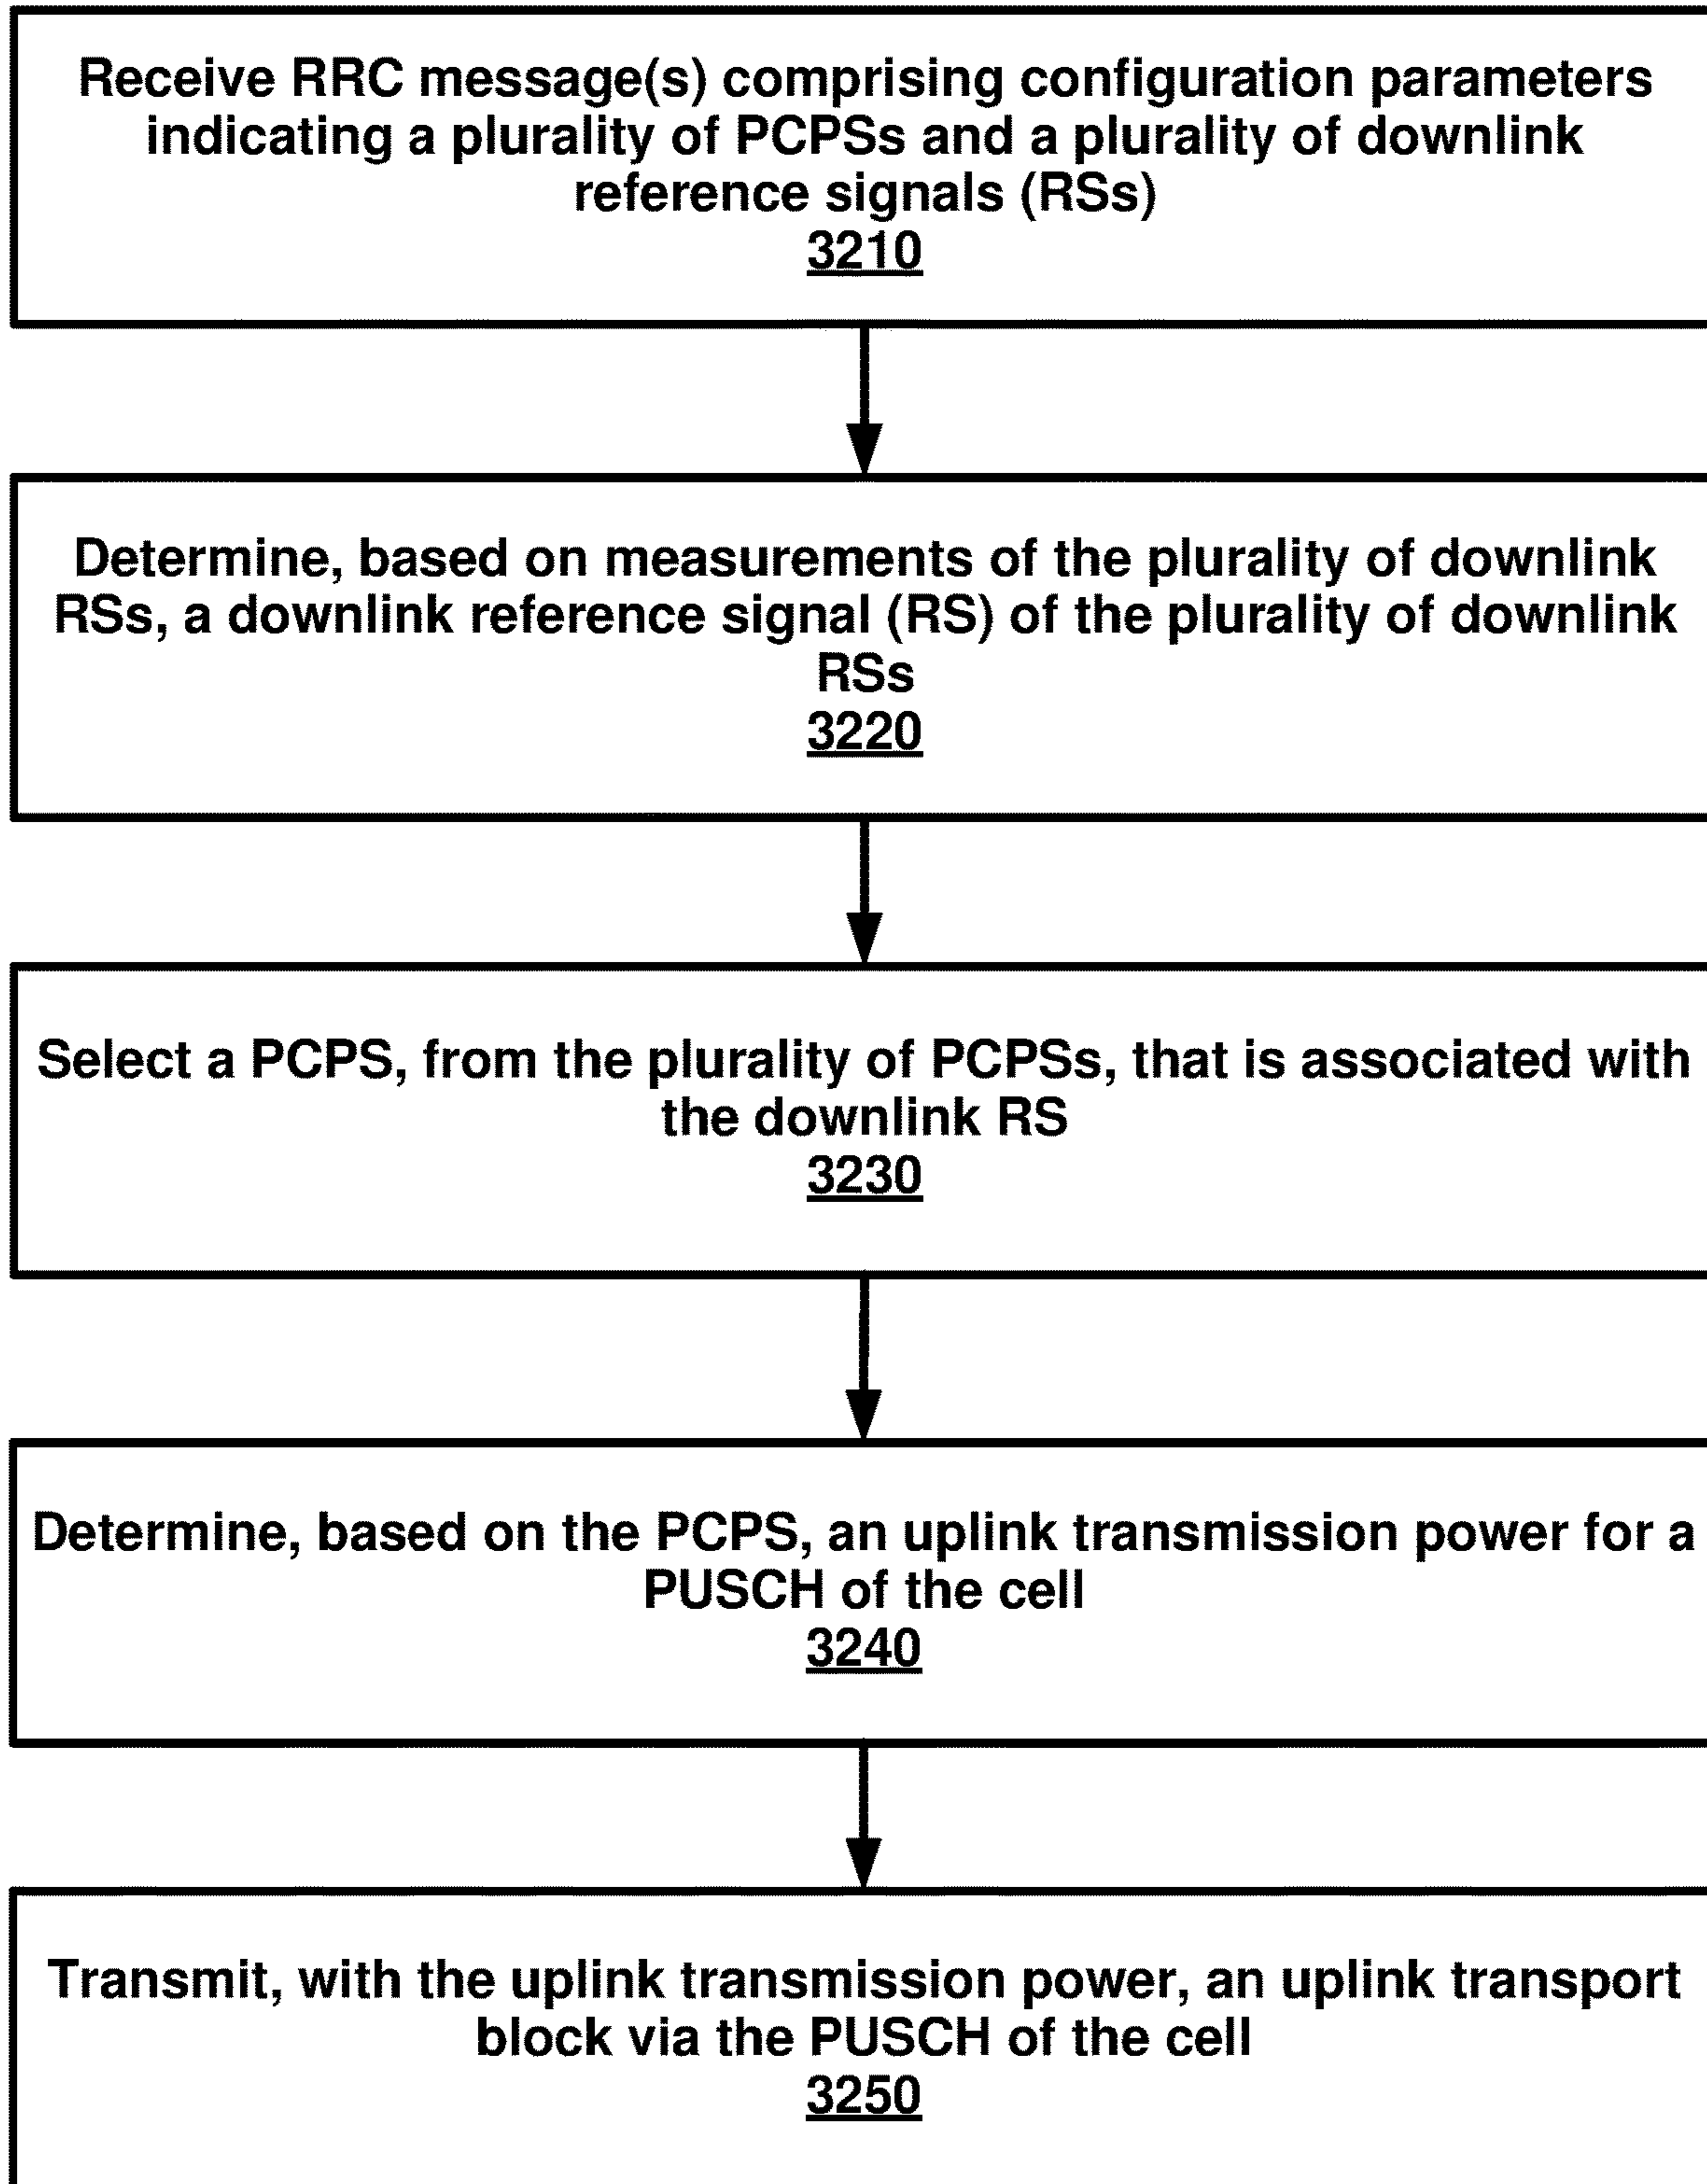 Receive RRC message(s) comprising configuration parameters
indicating a plurality of PCPSs and a plurality of downlink
reference signals (RSs)
3210
Determine, based on measurements of the plurality of downlink
RSs, a downlink reference signal (RS) of the plurality of downlink
RSs
3220
Select a PCPS, from the plurality of PCPSs, that is associated with
the downlink RS
3230
Determine, based on the PCPS, an uplink transmission power for a
PUSCH of the cell
3240
Transmit, with the uplink transmission power, an uplink transport
block via the PUSCH of the cell
3250